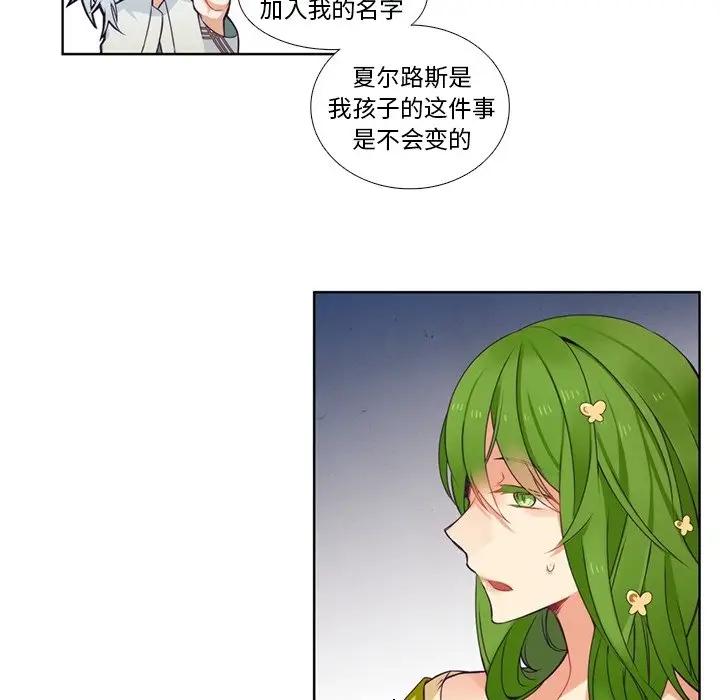 加入我的名字
夏尔路斯是
我孩子的这件事
是不会变的